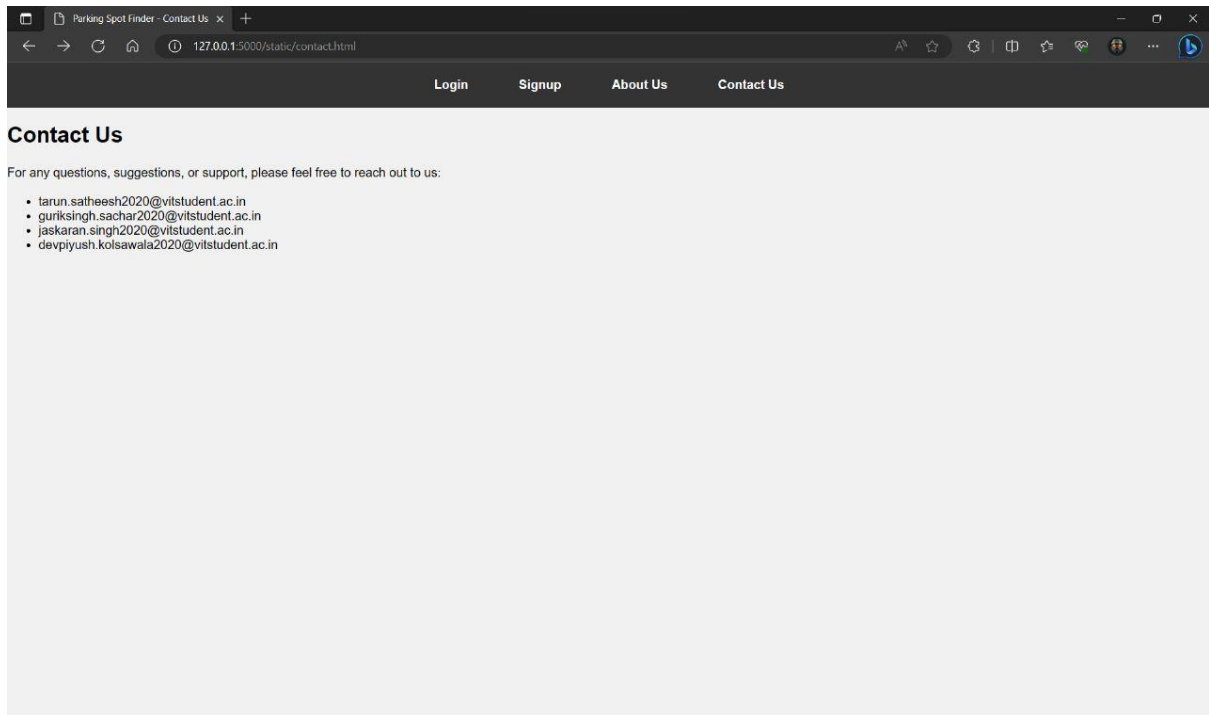 Parking Spot Finder - Contact Us
127.0.0.1:5000/static/contact.html
Login Signup About Us Contact Us
Contact Us
For any questions, suggestions, or support, please feel free to reach out to us:
• tarun.satheesh2020@vitstudent.ac.in
• guriksingh.sachar2020@vitstudent.ac.in
• jaskaran.singh2020@vitstudent.ac.in
• devpiyush.kolsawala2020@vitstudent.ac.in